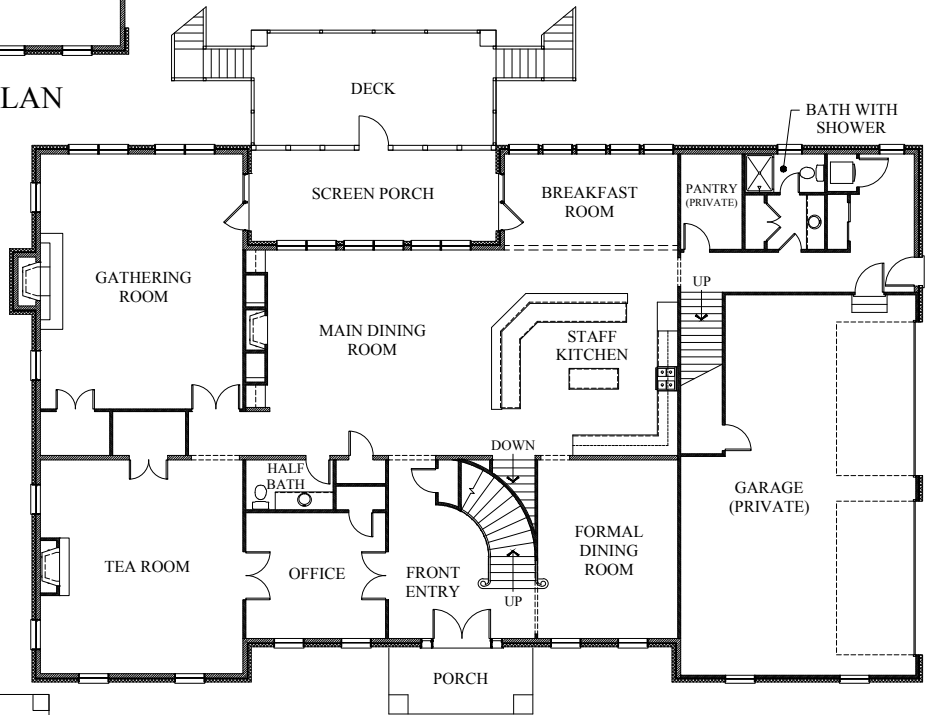 LAN
DECK
BATH WITH
SHOWER
SCREEN PORCH
BREAKFAST
ROOM
PANTRY
(PRIVATE)
GATHERING
ROOM
UP
MAIN DINING
ROOM
STAFF
KITCHEN
DOWN
HALF
BATH
GARAGE
(PRIVATE)
TEA ROOM
OFFICE
FRONT
ENTRY
FORMAL
DINING
ROOM
UP
PORCH